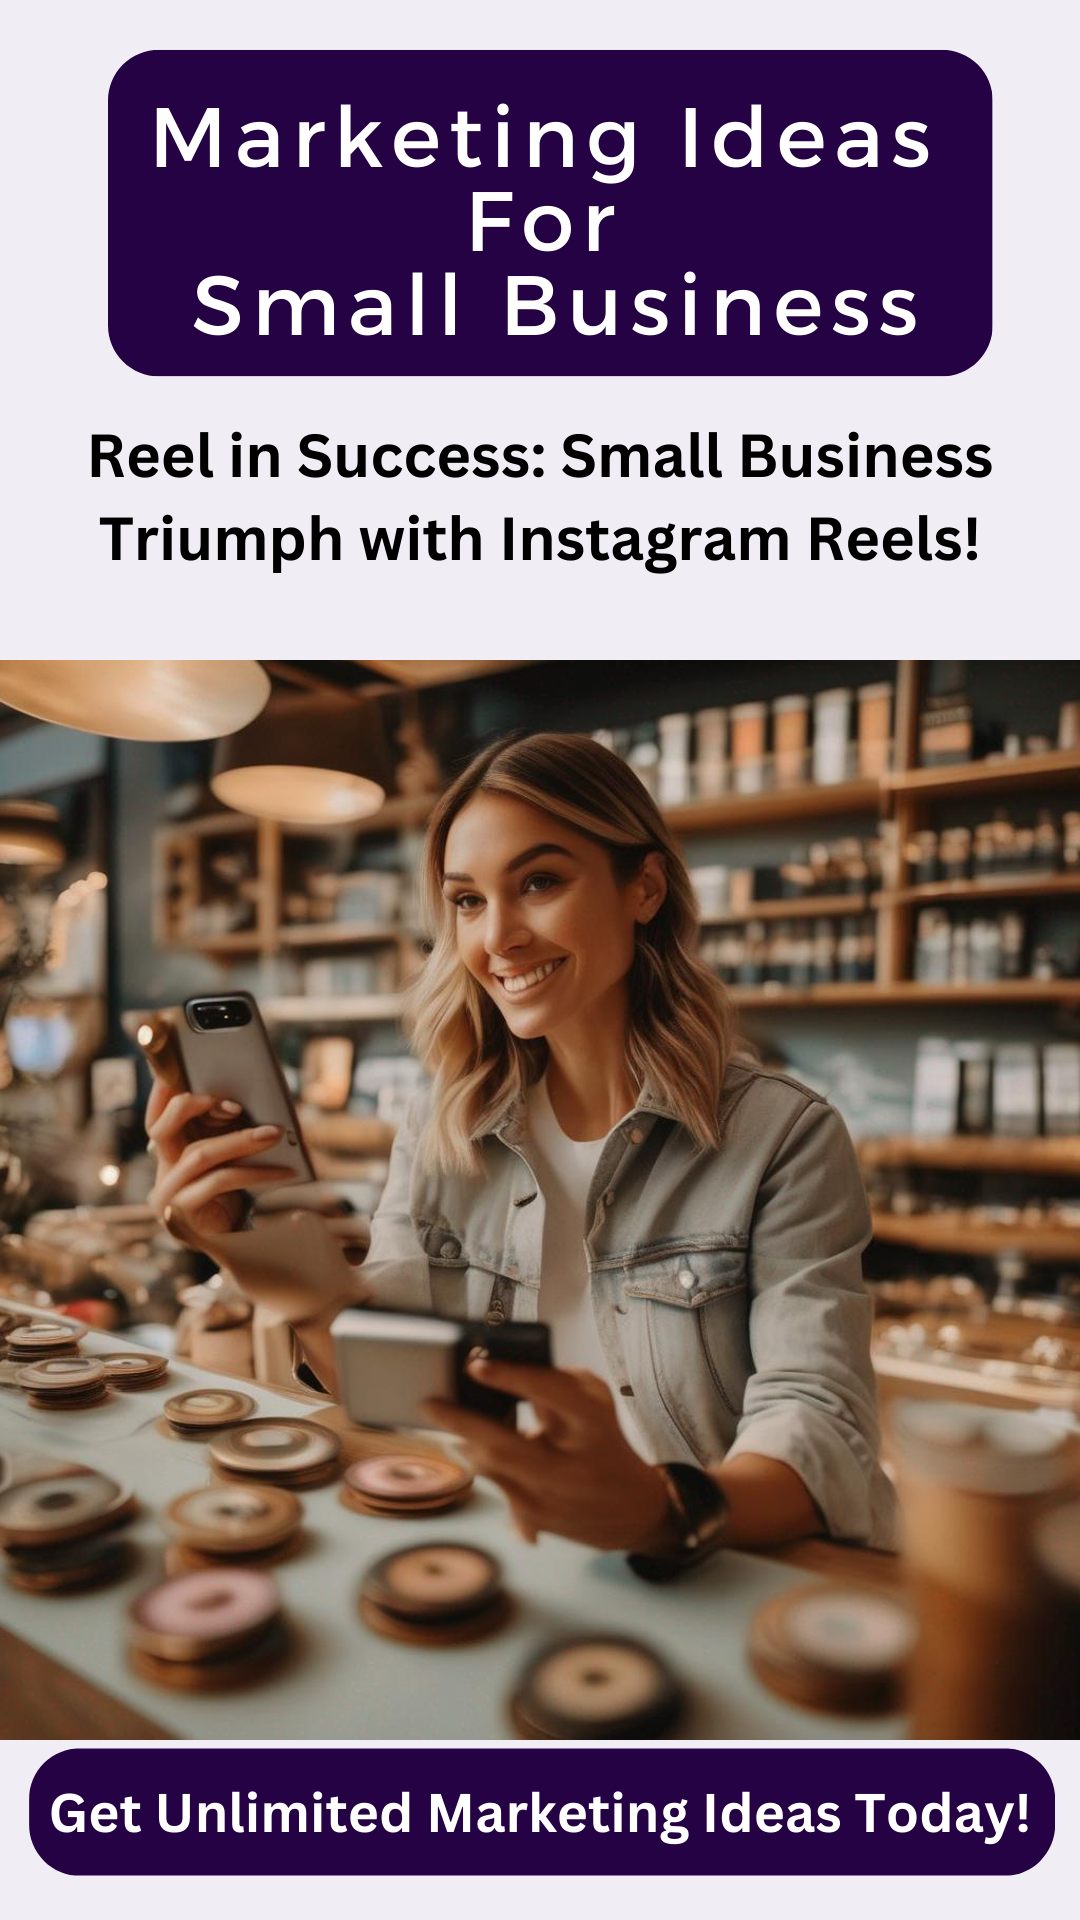 Marketing Ideas
For
Small Business
Reel in Success: Small Business
Triumph with Instagram Reels!
Get Unlimited Marketing Ideas Today!